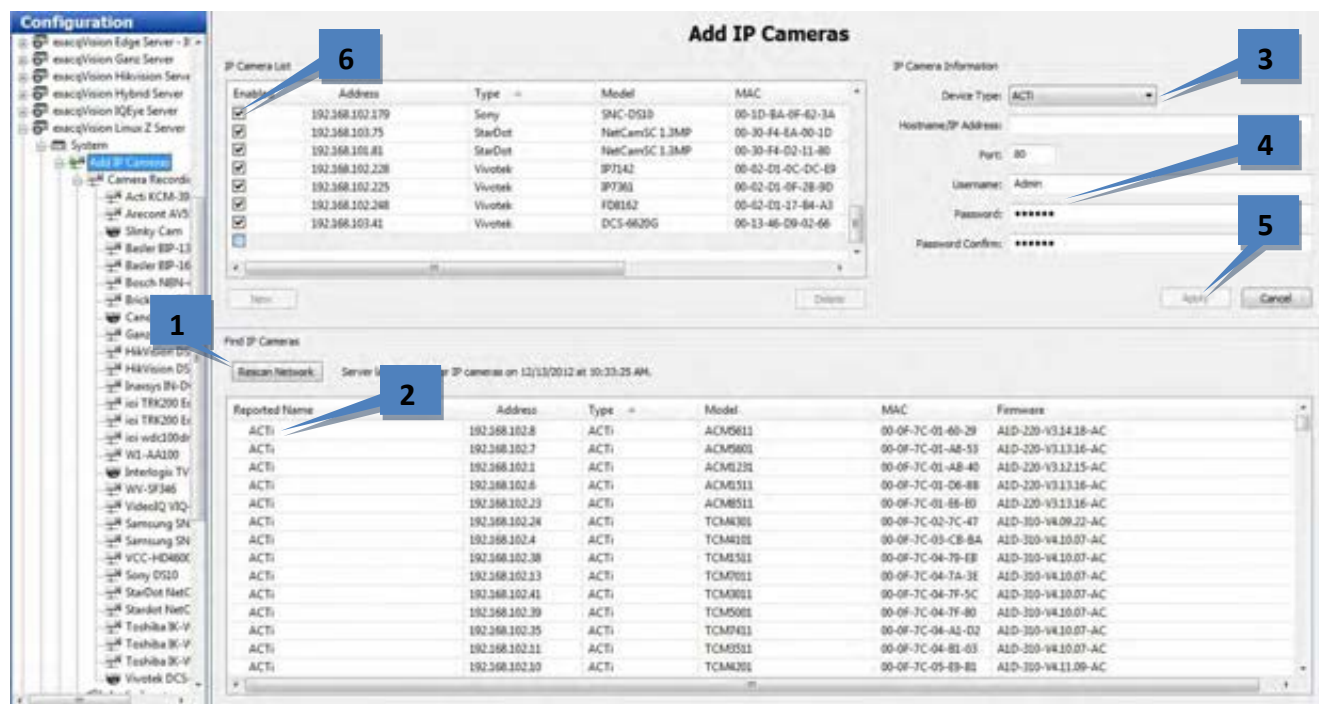 Configuration
exacqVision Edge Server - 3
exacqVision Ganz Server
exacqVision Hikvision Serve
exacqVision Hybrid Server
exacqVision IQEye Server
exacqVision Linux Z Server
System
Add IP Cameras
Camera Recordi
Acti KCM-39
Arecont AV5
Slinky Cam
Basler BIP-13
Basler BIP-16
Bosch NBN-
Brick
Cano
Ganz
HikVision DS
HikVision DS
Inaxsys IN-D
ioi TRK200 Er
ioi TRK200 Er
ioi wdc100dr
W1-AA100
Interlogix TV
WV-SF346
VideoIQ VIQ-
Samsung SN
Samsung SN
VCC-HD4600
Sony DS10
StarDot NetC
Stardot NetC
Toshiba IK-W
Toshiba IK-W
Toshiba IK-W
Vivotek DCS-
Add IP Cameras
IP Camera List
6
Enabled Address Type Model MAC
192.168.102.179 Sony SNC-DS10 00-1D-BA-0F-62-3A
192.168.103.75 StarDot NetCamSC 1.3MP 00-30-F4-EA-00-1D
192.168.101.81 StarDot NetCamSC 1.3MP 00-30-F4-D2-11-80
192.168.102.228 Vivotek IP7142 00-02-D1-0C-DC-E9
192.168.102.225 Vivotek IP7361 00-02-D1-0F-2B-9D
192.168.102.248 Vivotek FD8162 00-02-D1-17-B4-A3
192.168.103.41 Vivotek DCS-6620G 00-13-46-D9-02-66
New Delete
IP Camera Information
3
Device Type: ACTi
Hostname/IP Address:
4
Port: 80
Username: Admin
Password: ••••••
5
Password Confirm: ••••••
Apply Cancel
1
Find IP Cameras
Rescan Network Server IP cameras on 12/13/2012 at 10:33:25 AM.
2
Reported Name Address Type Model MAC Firmware
ACTi 192.168.102.8 ACTi ACM5611 00-0F-7C-01-60-29 A1D-220-V3.14.18-AC
ACTi 192.168.102.7 ACTi ACM5601 00-0F-7C-01-A8-53 A1D-220-V3.13.16-AC
ACTi 192.168.102.1 ACTi ACM1231 00-0F-7C-01-AB-40 A1D-220-V3.12.15-AC
ACTi 192.168.102.6 ACTi ACM1511 00-0F-7C-01-D6-8B A1D-220-V3.13.16-AC
ACTi 192.168.102.23 ACTi ACM8511 00-0F-7C-01-E6-E0 A1D-220-V3.13.16-AC
ACTi 192.168.102.24 ACTi TCM4301 00-0F-7C-02-7C-47 A1D-310-V4.09.22-AC
ACTi 192.168.102.4 ACTi TCM4101 00-0F-7C-03-CB-BA A1D-310-V4.10.07-AC
ACTi 192.168.102.38 ACTi TCM1511 00-0F-7C-04-79-EB A1D-310-V4.10.07-AC
ACTi 192.168.102.13 ACTi TCM7011 00-0F-7C-04-7A-3E A1D-310-V4.10.07-AC
ACTi 192.168.102.41 ACTi TCM3011 00-0F-7C-04-7F-5C A1D-310-V4.10.07-AC
ACTi 192.168.102.39 ACTi TCM5001 00-0F-7C-04-7F-80 A1D-310-V4.10.07-AC
ACTi 192.168.102.35 ACTi TCM7411 00-0F-7C-04-A1-D2 A1D-310-V4.10.07-AC
ACTi 192.168.102.11 ACTi TCM3511 00-0F-7C-04-B1-03 A1D-310-V4.10.07-AC
ACTi 192.168.102.10 ACTi TCM4201 00-0F-7C-05-E9-B1 A1D-310-V4.11.09-AC